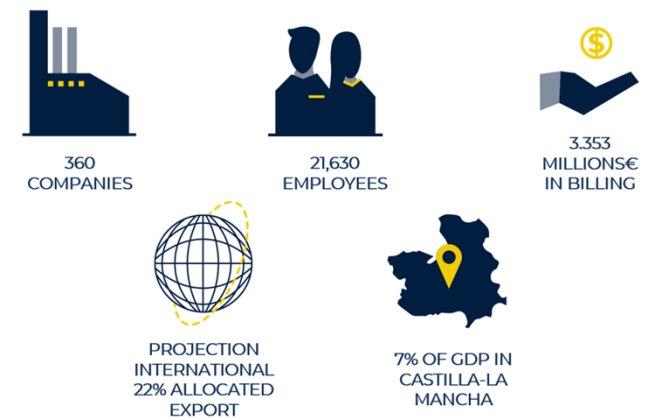 360
COMPANIES
21,630
EMPLOYEES
3.353
MILLIONS€
IN BILLING
PROJECTION
INTERNATIONAL
22% ALLOCATED
EXPORT
7% OF GDP IN
CASTILLA-LA
MANCHA